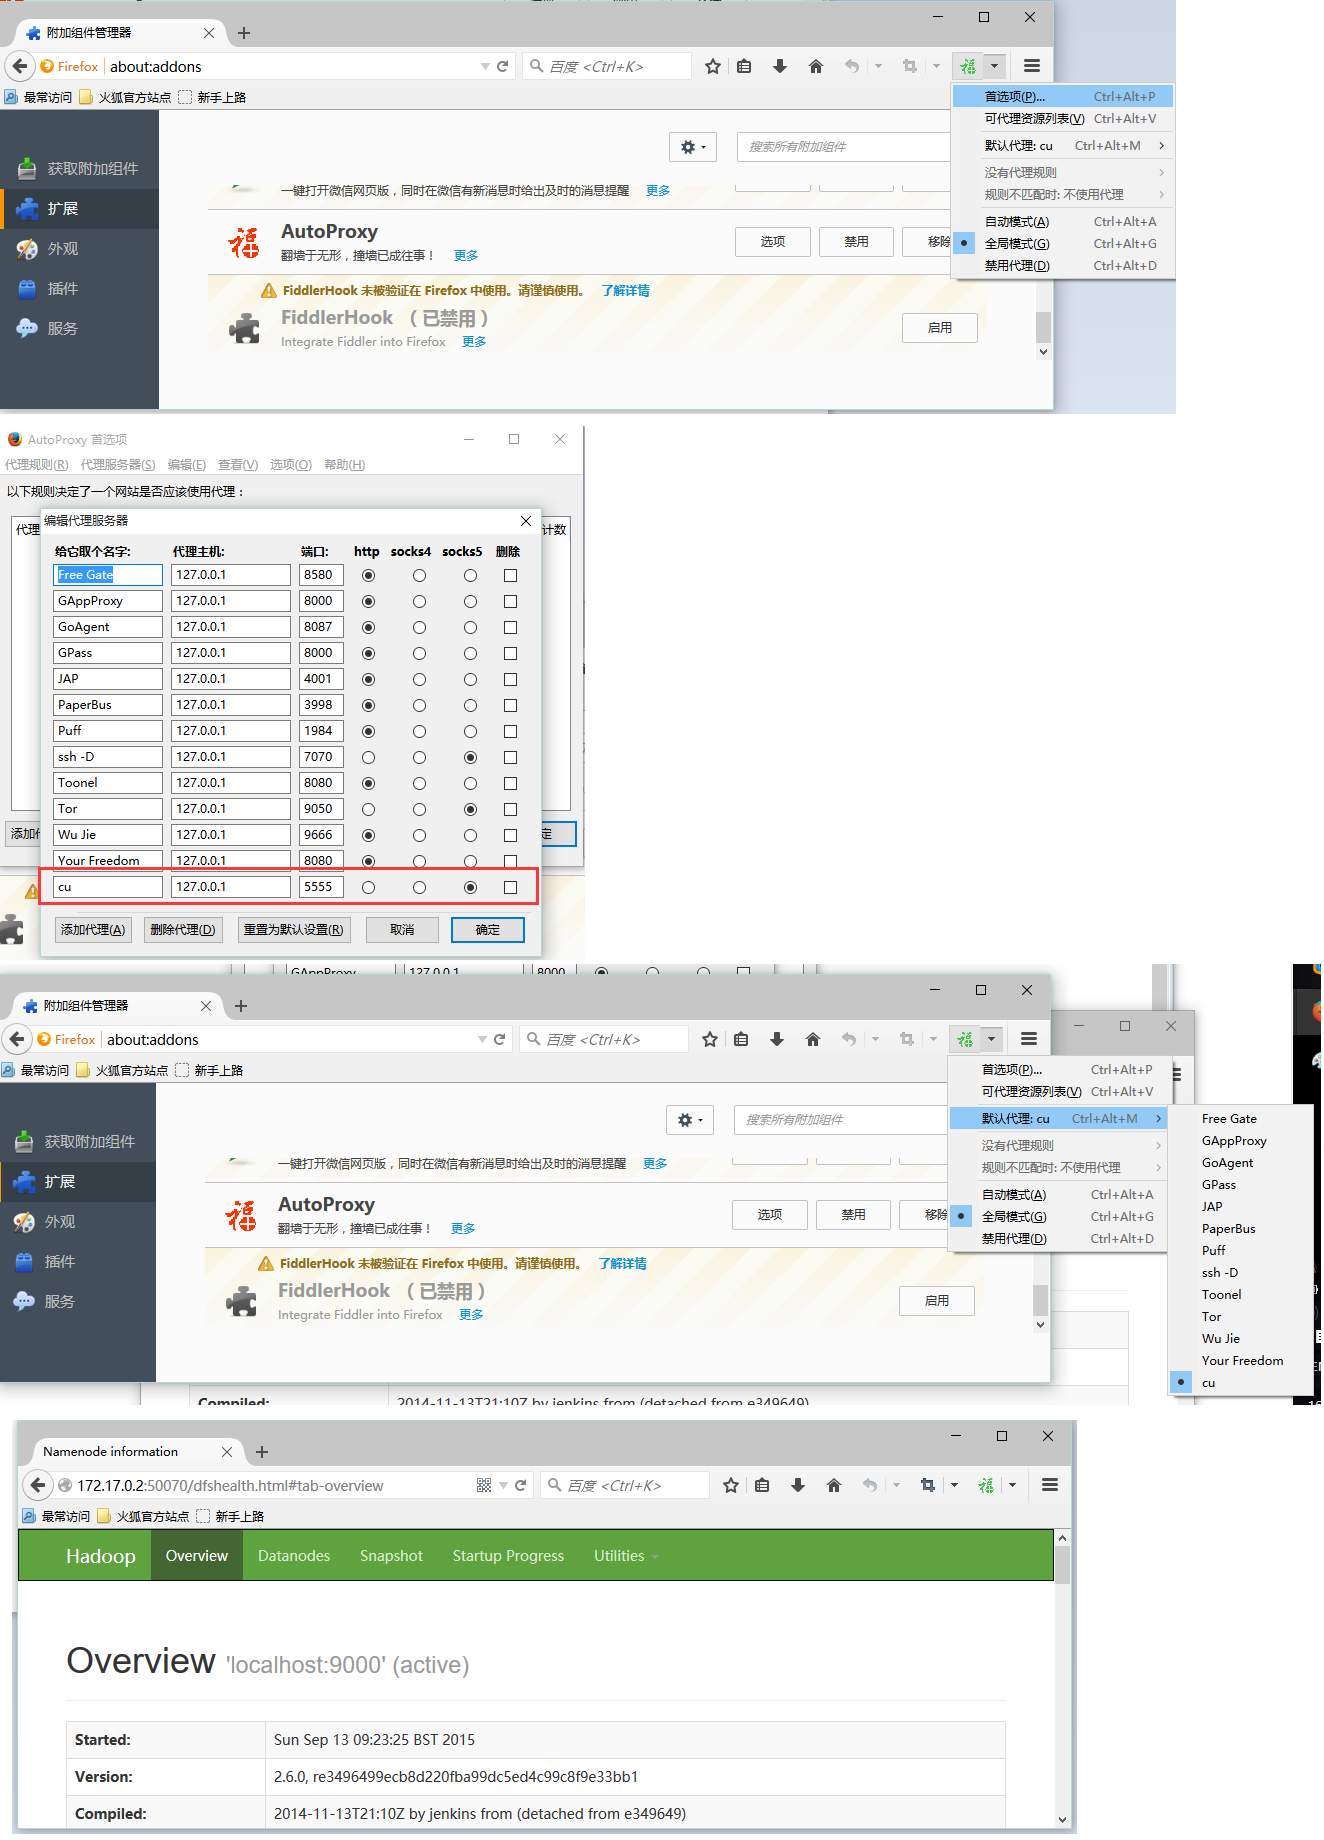 附加组件管理器
Firefox about:addons 百度 <Ctrl+K>
最常访问 火狐官方站点 新手上路
首选项(P)... Ctrl+Alt+P
可代理资源列表(V) Ctrl+Alt+V
默认代理: cu Ctrl+Alt+M
没有代理规则
规则不匹配时: 不使用代理
自动模式(A) Ctrl+Alt+A
全局模式(G) Ctrl+Alt+G
禁用代理(D) Ctrl+Alt+D
搜索所有附加组件
获取附加组件
扩展
外观
插件
服务
一键打开微信网页版，同时在微信有新消息时给出及时的消息提醒 更多
AutoProxy
翻墙于无形，撞墙已成往事！ 更多
选项 禁用 移除
FiddlerHook 未被验证在 Firefox 中使用。请谨慎使用。 了解详情
FiddlerHook （已禁用）
Integrate Fiddler into Firefox 更多
启用
AutoProxy 首选项
代理规则(R) 代理服务器(S) 编辑(E) 查看(V) 选项(O) 帮助(H)
以下规则决定了一个网站是否应该使用代理：
代理 计数
编辑代理服务器
给它取个名字: 代理主机: 端口: http socks4 socks5 删除
Free Gate 127.0.0.1 8580
GAppProxy 127.0.0.1 8000
GoAgent 127.0.0.1 8087
GPass 127.0.0.1 8000
JAP 127.0.0.1 4001
PaperBus 127.0.0.1 3998
Puff 127.0.0.1 1984
ssh -D 127.0.0.1 7070
Toonel 127.0.0.1 8080
Tor 127.0.0.1 9050
Wu Jie 127.0.0.1 9666
Your Freedom 127.0.0.1 8080
cu 127.0.0.1 5555
添加 定
添加代理(A) 删除代理(D) 重置为默认设置(R) 取消 确定
GAppProxy 127.0.0.1 8000
附加组件管理器
Firefox about:addons 百度 <Ctrl+K>
最常访问 火狐官方站点 新手上路
首选项(P)... Ctrl+Alt+P
可代理资源列表(V) Ctrl+Alt+V
默认代理: cu Ctrl+Alt+M
没有代理规则
规则不匹配时: 不使用代理
自动模式(A) Ctrl+Alt+A
全局模式(G) Ctrl+Alt+G
禁用代理(D) Ctrl+Alt+D
Free Gate
GAppProxy
GoAgent
GPass
JAP
PaperBus
Puff
ssh -D
Toonel
Tor
Wu Jie
Your Freedom
cu
搜索所有附加组件
获取附加组件
扩展
外观
插件
服务
一键打开微信网页版，同时在微信有新消息时给出及时的消息提醒 更多
AutoProxy
翻墙于无形，撞墙已成往事！ 更多
选项 禁用 移除
FiddlerHook 未被验证在 Firefox 中使用。请谨慎使用。 了解详情
FiddlerHook （已禁用）
Integrate Fiddler into Firefox 更多
启用
Compiled: 2014-11-13T21:10Z by jenkins from (detached from e349649)
Namenode information
172.17.0.2:50070/dfshealth.html#tab-overview 百度 <Ctrl+K>
最常访问 火狐官方站点 新手上路
Hadoop Overview Datanodes Snapshot Startup Progress Utilities
Overview 'localhost:9000' (active)
Started: Sun Sep 13 09:23:25 BST 2015
Version: 2.6.0, re3496499ecb8d220fba99dc5ed4c99c8f9e33bb1
Compiled: 2014-11-13T21:10Z by jenkins from (detached from e349649)